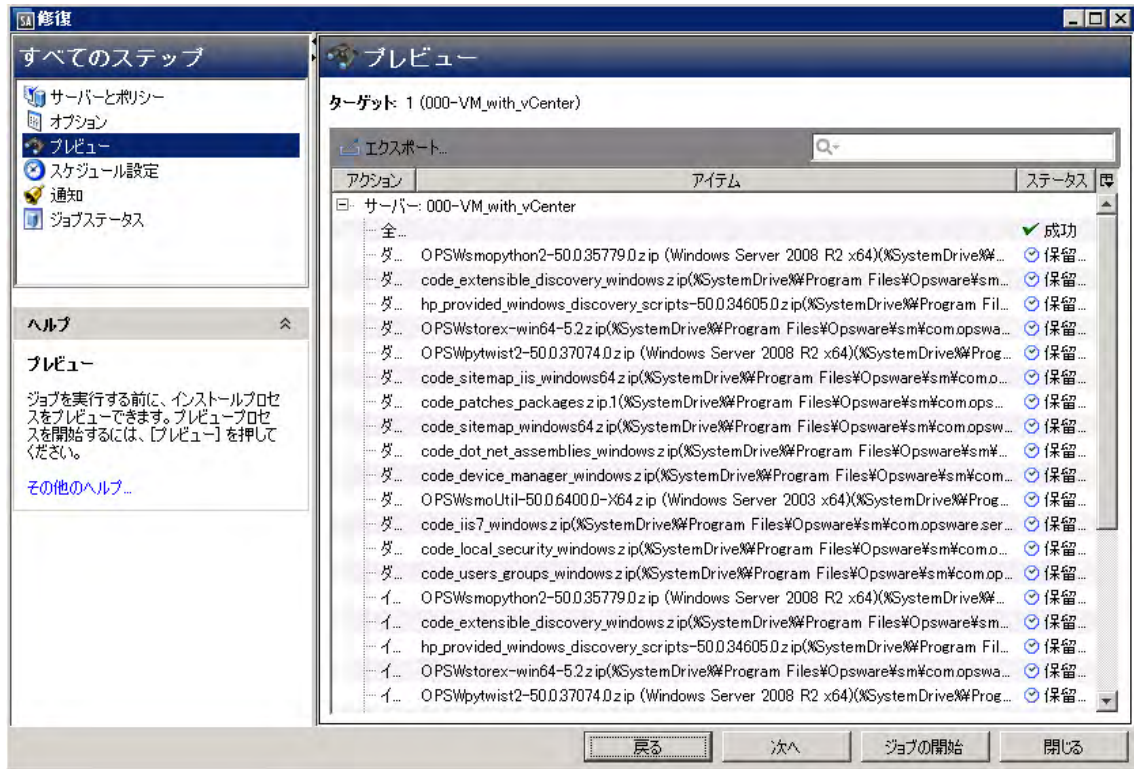 SA 修復
すべてのステップ
サーバーとポリシー
オプション
プレビュー
スケジュール設定
通知
ジョブステータス
ヘルプ
プレビュー
ジョブを実行する前に、インストールプロセ
スをプレビューできます。プレビュープロセ
スを開始するには、[プレビュー] を押して
ください。
その他のヘルプ...
プレビュー
ターゲット: 1 (000-VM_with_vCenter)
エクスポート...
アクション アイテム ステータス
サーバー: 000-VM_with_vCenter
全... 成功
ダ... OPSWsmopython2-50.0.35779.0.zip (Windows Server 2008 R2 x64)(%SystemDrive%¥... 保留...
ダ... code_extensible_discovery_windows.zip(%SystemDrive%¥Program Files¥Opsware¥sm... 保留...
ダ... hp_provided_windows_discovery_scripts-50.0.34605.0.zip(%SystemDrive%¥Program Fil... 保留...
ダ... OPSWstorex-win64-5.2.zip(%SystemDrive%¥Program Files¥Opsware¥sm¥com.opswa... 保留...
ダ... OPSWpytwist2-50.0.37074.0.zip (Windows Server 2008 R2 x64)(%SystemDrive%¥Prog... 保留...
ダ... code_sitemap_iis_windows64.zip(%SystemDrive%¥Program Files¥Opsware¥sm¥com.o... 保留...
ダ... code_patches_packages.zip.1(%SystemDrive%¥Program Files¥Opsware¥sm¥com.ops... 保留...
ダ... code_sitemap_windows64.zip(%SystemDrive%¥Program Files¥Opsware¥sm¥com.opsw... 保留...
ダ... code_dot_net_assemblies_windows.zip(%SystemDrive%¥Program Files¥Opsware¥sm¥... 保留...
ダ... code_device_manager_windows.zip(%SystemDrive%¥Program Files¥Opsware¥sm¥com... 保留...
ダ... OPSWsmoUtil-50.0.6400.0-X64.zip (Windows Server 2003 x64)(%SystemDrive%¥Prog... 保留...
ダ... code_iis7_windows.zip(%SystemDrive%¥Program Files¥Opsware¥sm¥com.opsware.ser... 保留...
ダ... code_local_security_windows.zip(%SystemDrive%¥Program Files¥Opsware¥sm¥com.o... 保留...
ダ... code_users_groups_windows.zip(%SystemDrive%¥Program Files¥Opsware¥sm¥com.op... 保留...
イ... OPSWsmopython2-50.0.35779.0.zip (Windows Server 2008 R2 x64)(%SystemDrive%¥... 保留...
イ... code_extensible_discovery_windows.zip(%SystemDrive%¥Program Files¥Opsware¥sm... 保留...
イ... hp_provided_windows_discovery_scripts-50.0.34605.0.zip(%SystemDrive%¥Program Fil... 保留...
イ... OPSWstorex-win64-5.2.zip(%SystemDrive%¥Program Files¥Opsware¥sm¥com.opswa... 保留...
イ... OPSWpytwist2-50.0.37074.0.zip (Windows Server 2008 R2 x64)(%SystemDrive%¥Prog... 保留...
戻る 次へ ジョブの開始 閉じる